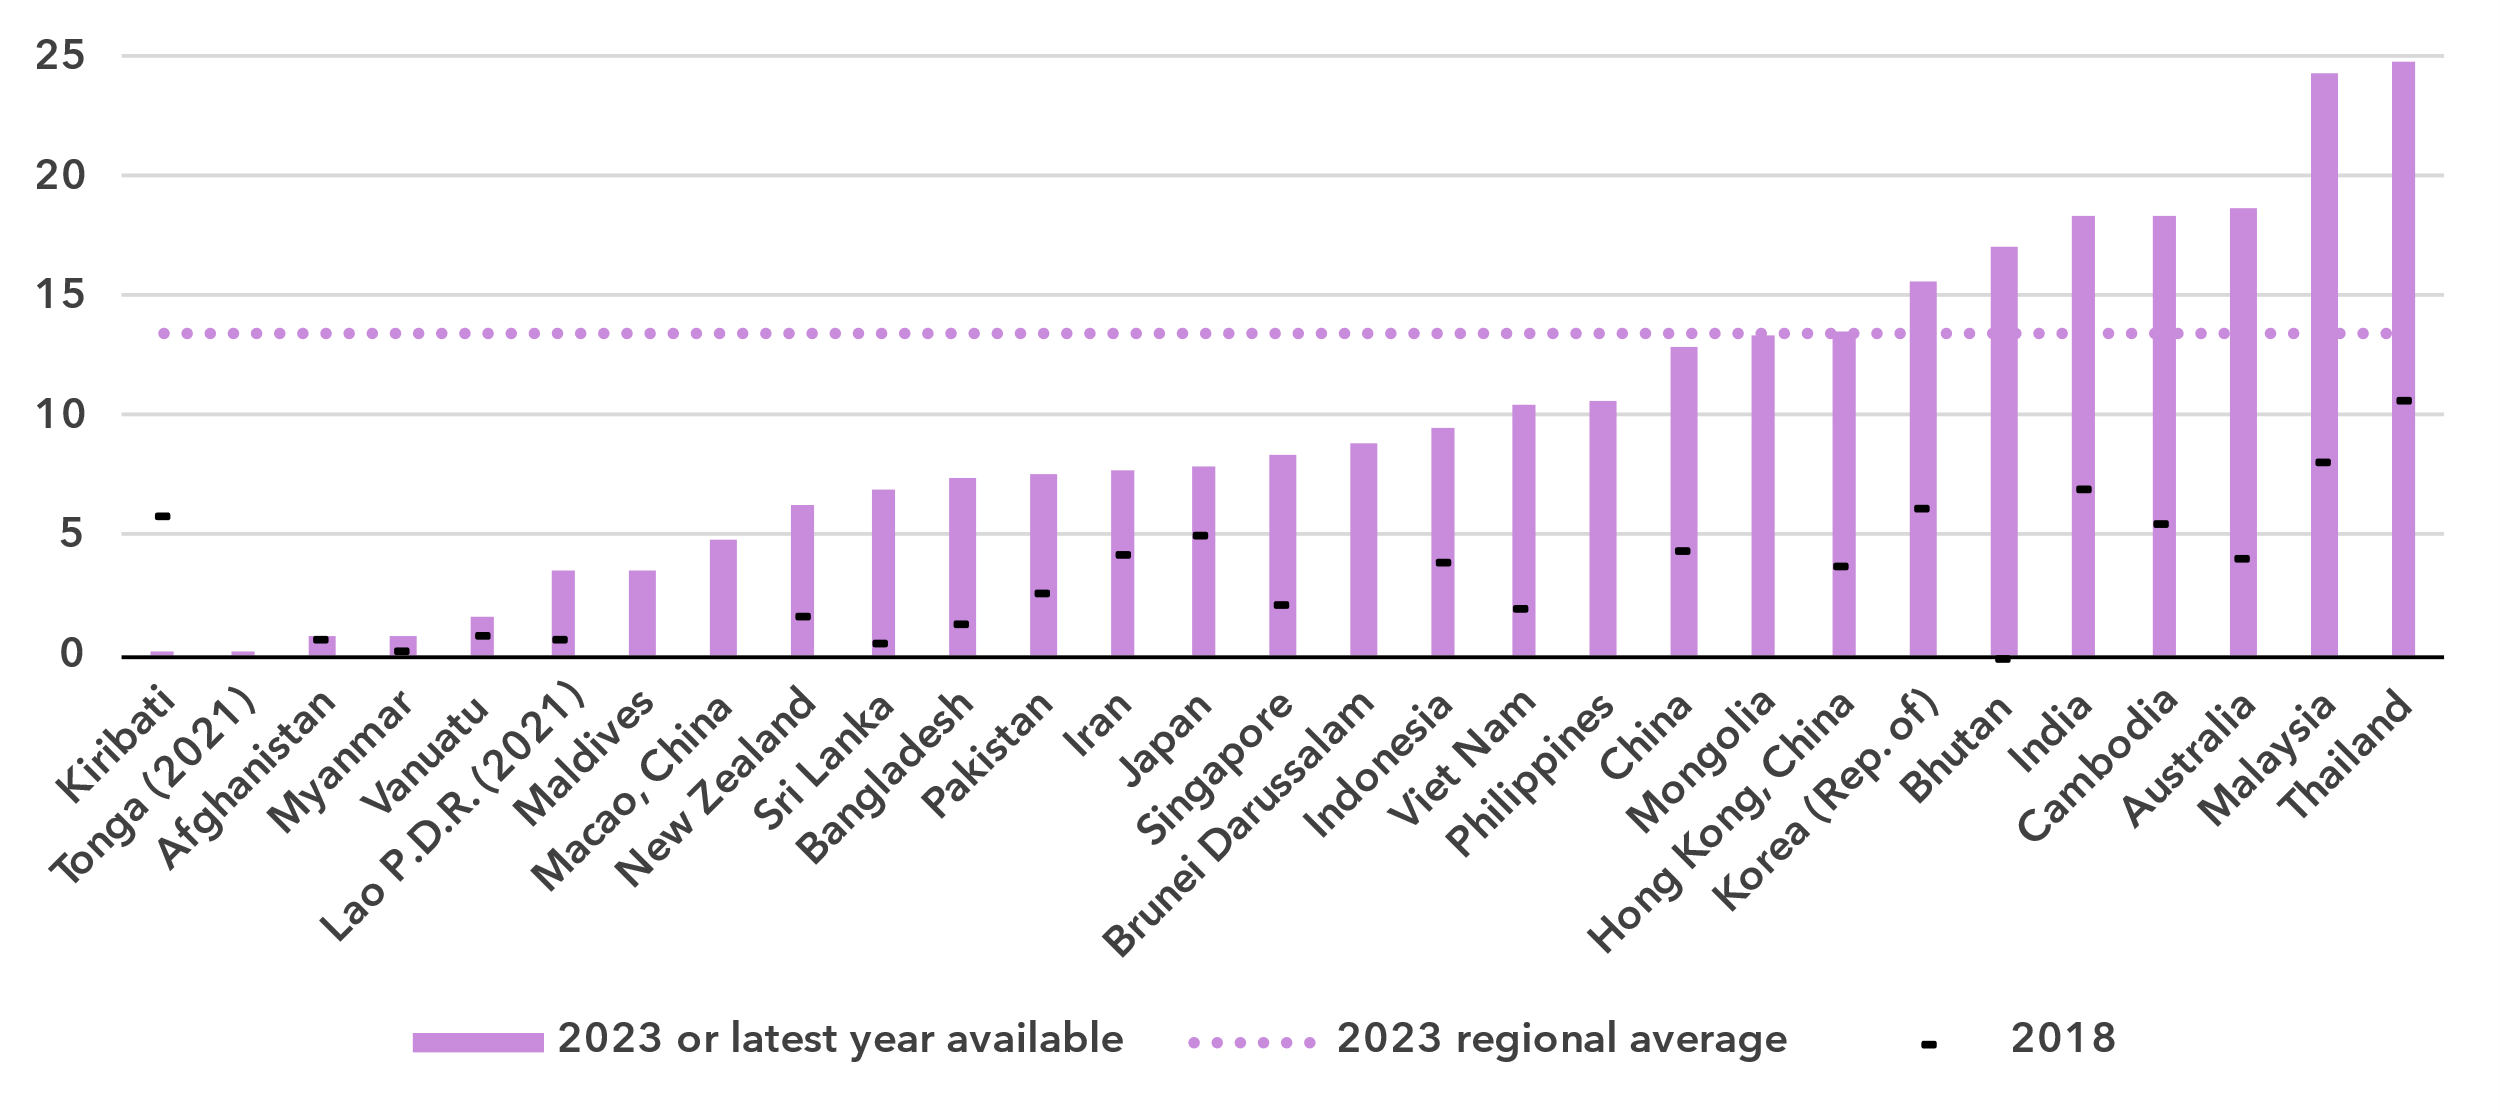 25
20
15
10
5
0
Kiribati
Tonga (2021)
Afghanistan
Myanmar
Vanuatu
Lao P.D.R. (2021)
Maldives
Macao, China
New Zealand
Sri Lanka
Bangladesh
Pakistan
Iran
Japan
Singapore
Brunei Darussalam
Indonesia
Viet Nam
Philippines
China
Mongolia
Hong Kong, China
Korea (Rep. of)
Bhutan
India
Cambodia
Australia
Malaysia
Thailand
2023 or latest year available
2023 regional average
2018